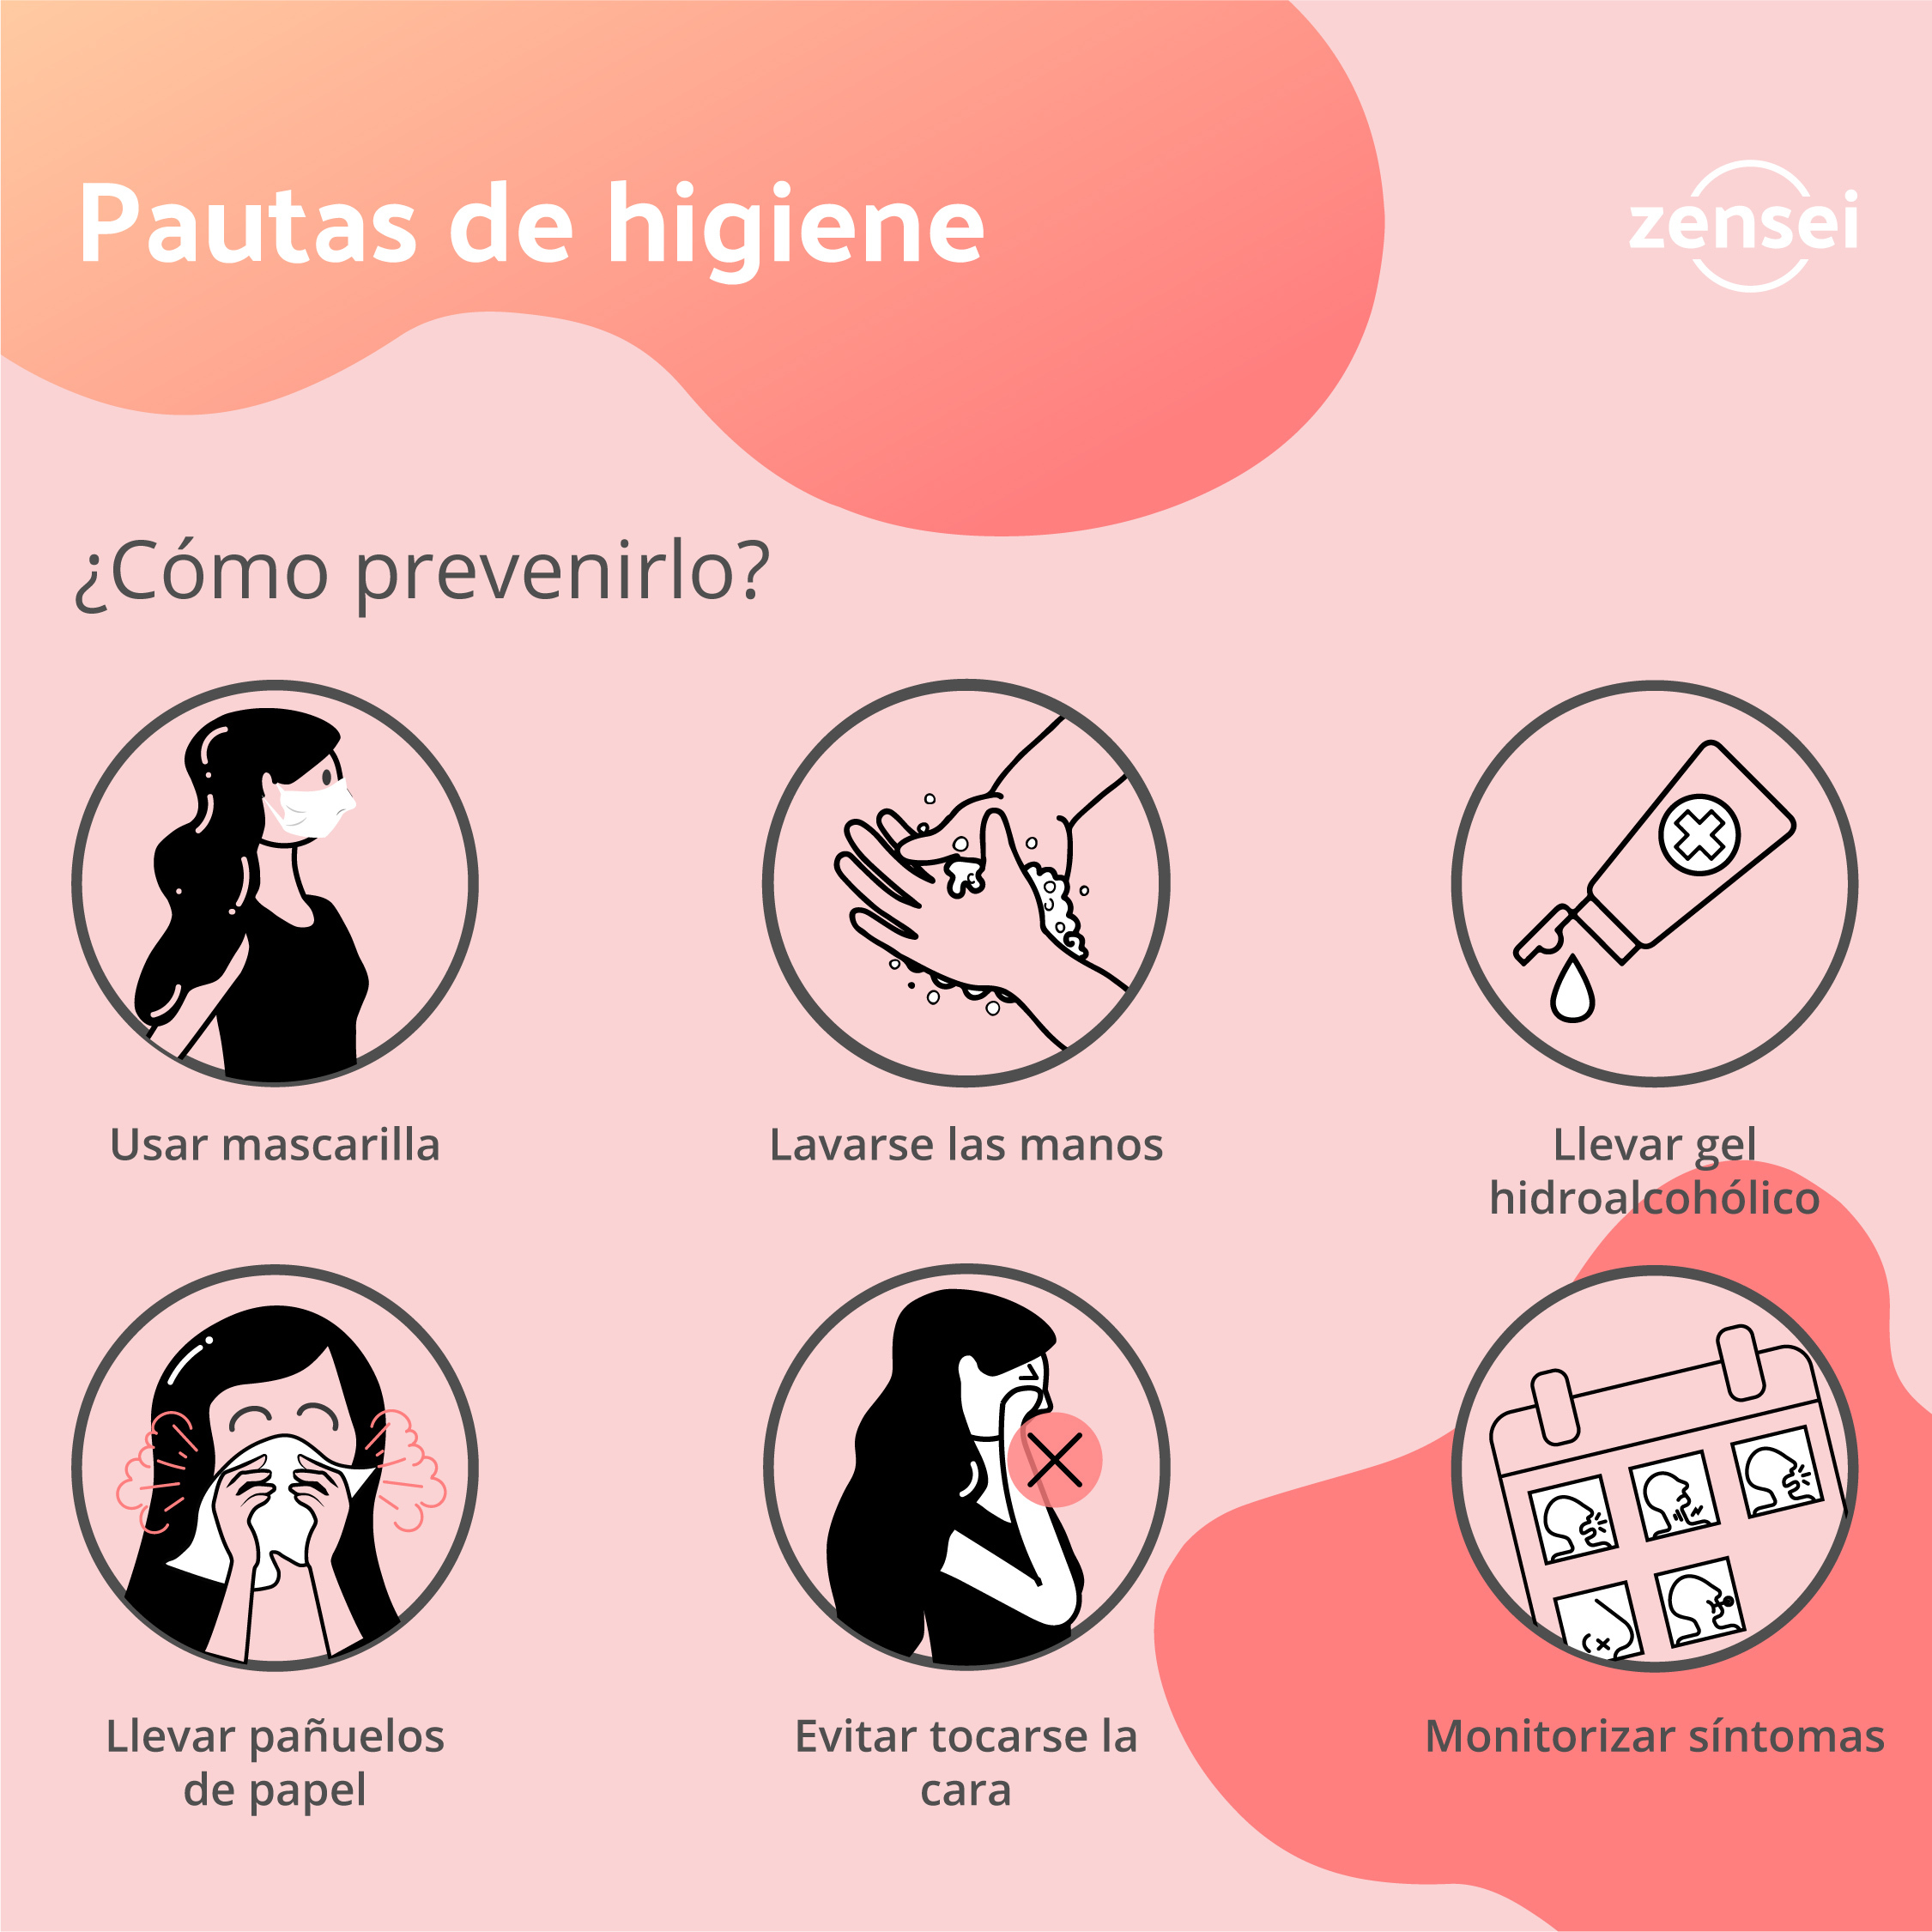 Pautas de higiene
zensei
¿Cómo prevenirlo?
Usar mascarilla
Lavarse las manos
Llevar gel
hidroalcohólico
Llevar pañuelos
de papel
Evitar tocarse la
cara
Monitorizar síntomas